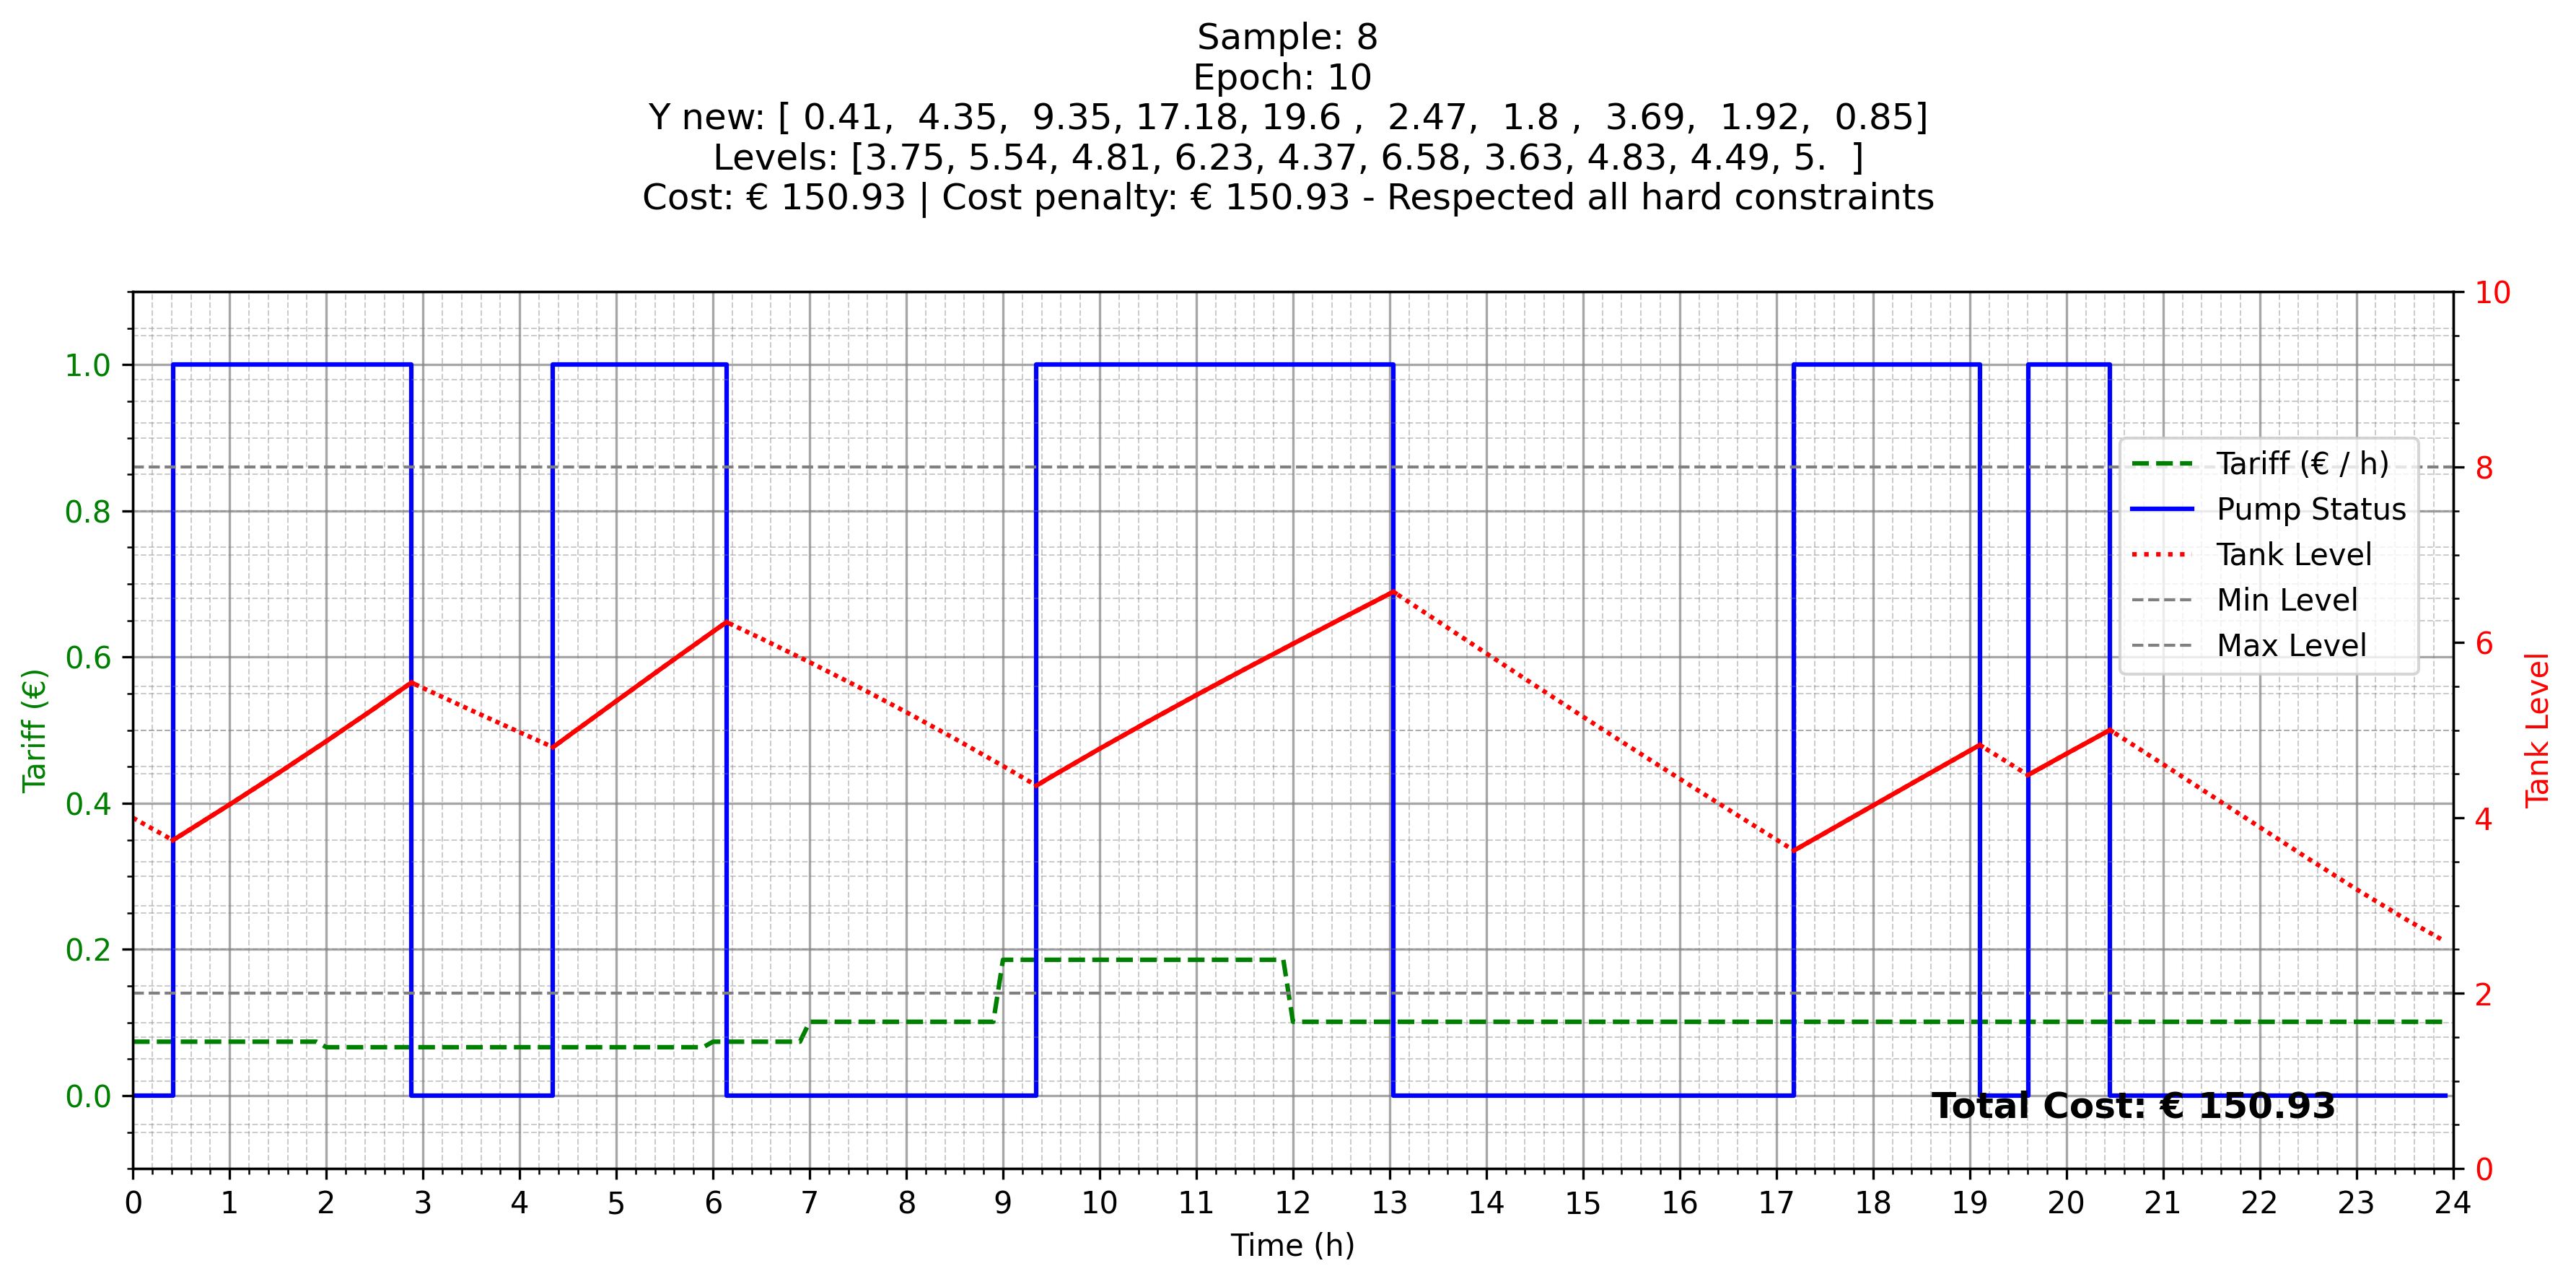 Sample: 8
Epoch: 10
Y new: [ 0.41,  4.35,  9.35, 17.18, 19.6 ,  2.47,  1.8 ,  3.69,  1.92,  0.85]
Levels: [3.75, 5.54, 4.81, 6.23, 4.37, 6.58, 3.63, 4.83, 4.49, 5.  ]
Cost: € 150.93 | Cost penalty: € 150.93 - Respected all hard constraints
1.0
0.8
0.6
0.4
0.2
0.0
Tariff (€)
10
8
6
4
2
0
Tank Level
Tariff (€ / h)
Pump Status
Tank Level
Min Level
Max Level
Total Cost: € 150.93
0 1 2 3 4 5 6 7 8 9 10 11 12 13 14 15 16 17 18 19 20 21 22 23 24
Time (h)